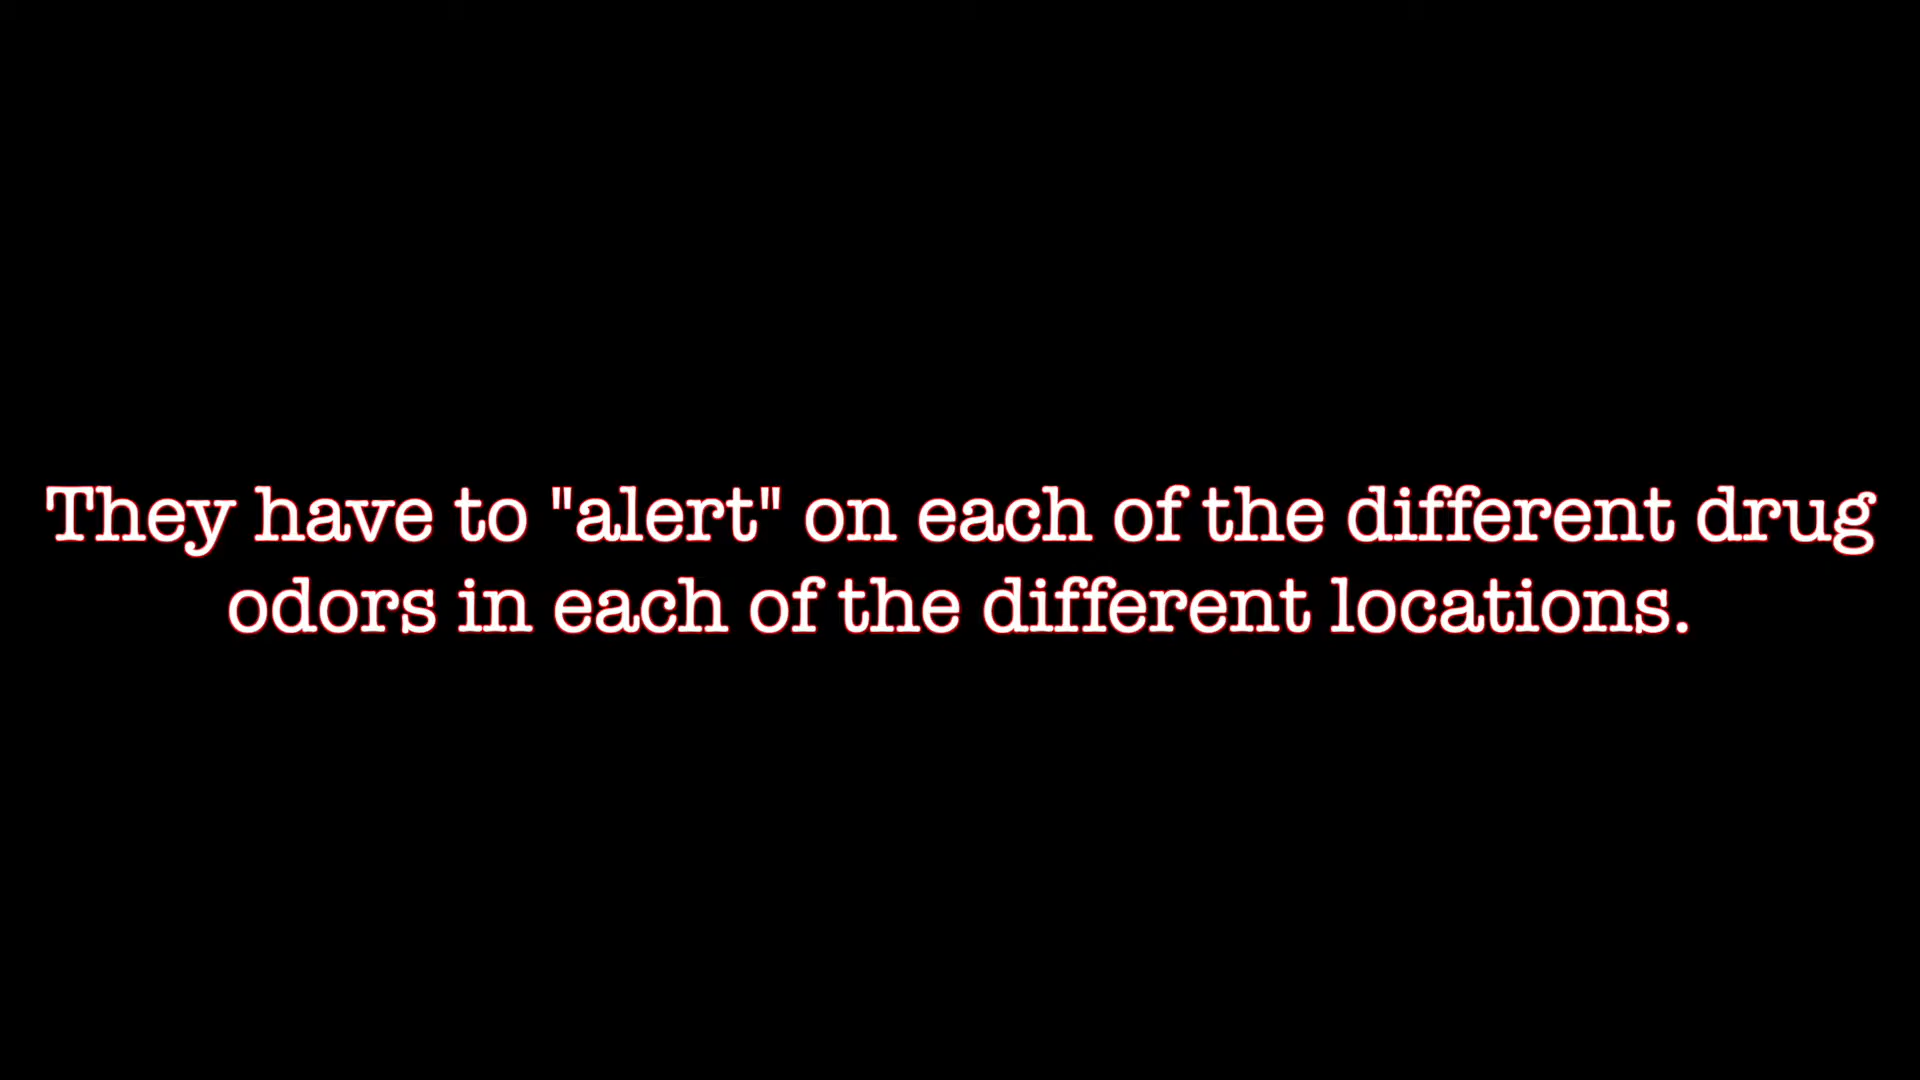 They have to "alert" on each of the different drug
odors in each of the different locations.